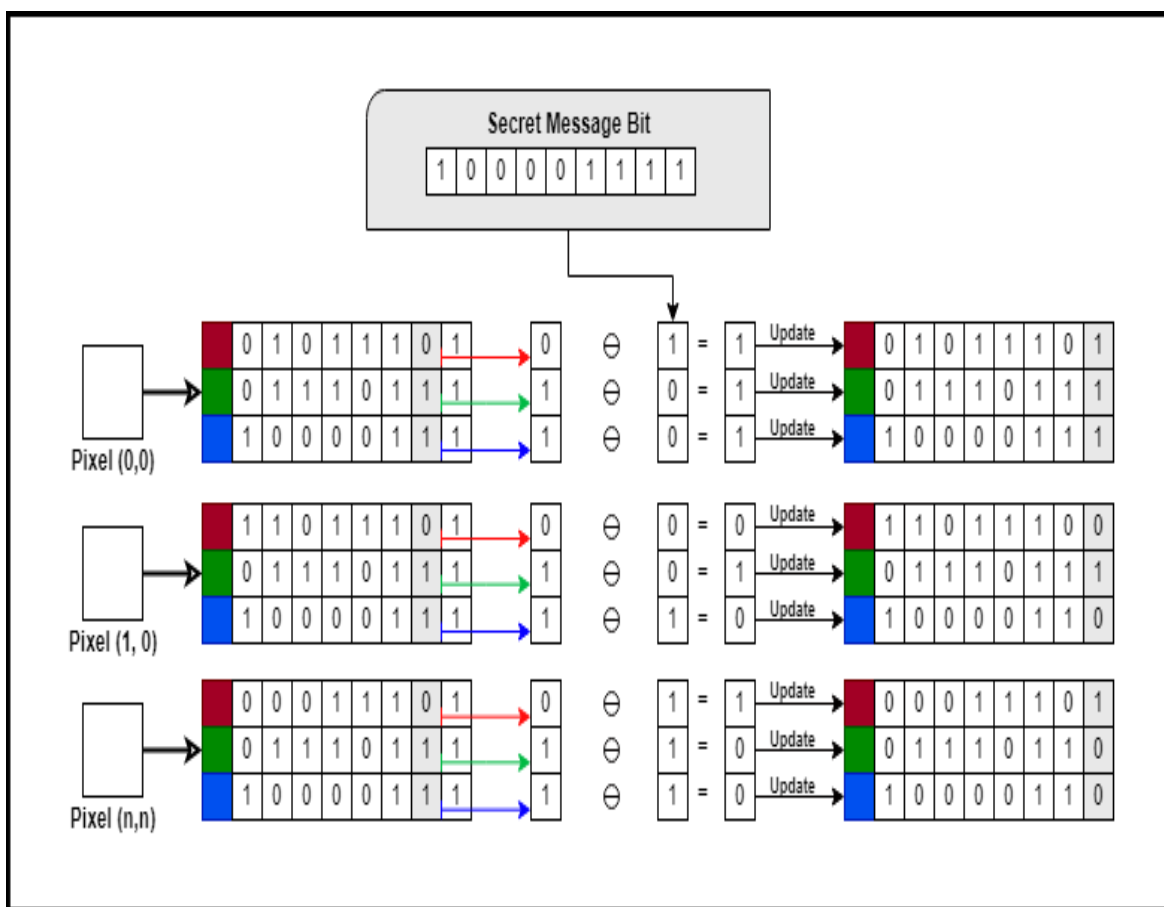 Secret Message Bit
1 0 0 0 0 1 1 1 1
0 1 0 1 1 1 0 1 0 ⊖ 1 = 1 Update 0 1 0 1 1 1 0 1
0 1 1 1 0 1 1 1 1 ⊖ 0 = 1 Update 0 1 1 1 0 1 1 1
1 0 0 0 0 1 1 1 1 ⊖ 0 = 1 Update 1 0 0 0 0 1 1 1
Pixel (0,0)
1 1 0 1 1 1 0 1 0 ⊖ 0 = 0 Update 1 1 0 1 1 1 0 0
0 1 1 1 0 1 1 1 1 ⊖ 0 = 1 Update 0 1 1 1 0 1 1 1
1 0 0 0 0 1 1 1 1 ⊖ 1 = 0 Update 1 0 0 0 0 1 1 0
Pixel (1, 0)
0 0 0 1 1 1 0 1 0 ⊖ 1 = 1 Update 0 0 0 1 1 1 0 1
0 1 1 1 0 1 1 1 1 ⊖ 1 = 0 Update 0 1 1 1 0 1 1 0
1 0 0 0 0 1 1 1 1 ⊖ 1 = 0 Update 1 0 0 0 0 1 1 0
Pixel (n,n)